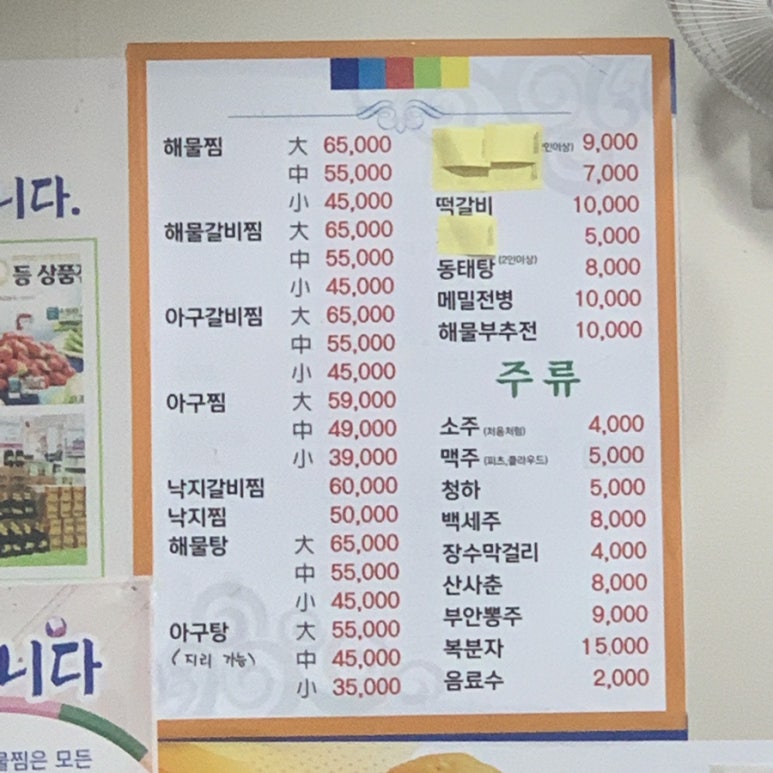 니다.
등 상품
해물찜 大 65,000
中 55,000
小 45,000
해물갈비찜 大 65,000
中 55,000
小 45,000
아구갈비찜 大 65,000
中 55,000
小 45,000
아구찜 大 59,000
中 49,000
小 39,000
낙지갈비찜 60,000
낙지찜 50,000
해물탕 大 65,000
中 55,000
小 45,000
아구탕 大 55,000
(지리 가능) 中 45,000
小 35,000
인이상) 9,000
7,000
떡갈비 10,000
5,000
동태탕 (2인이상) 8,000
메밀전병 10,000
해물부추전 10,000
주류
소주 (처음처럼) 4,000
맥주 (피츠,클라우드) 5,000
청하 5,000
백세주 8,000
장수막걸리 4,000
산사춘 8,000
부안뽕주 9,000
복분자 15,000
음료수 2,000
니다
물찜은 모든